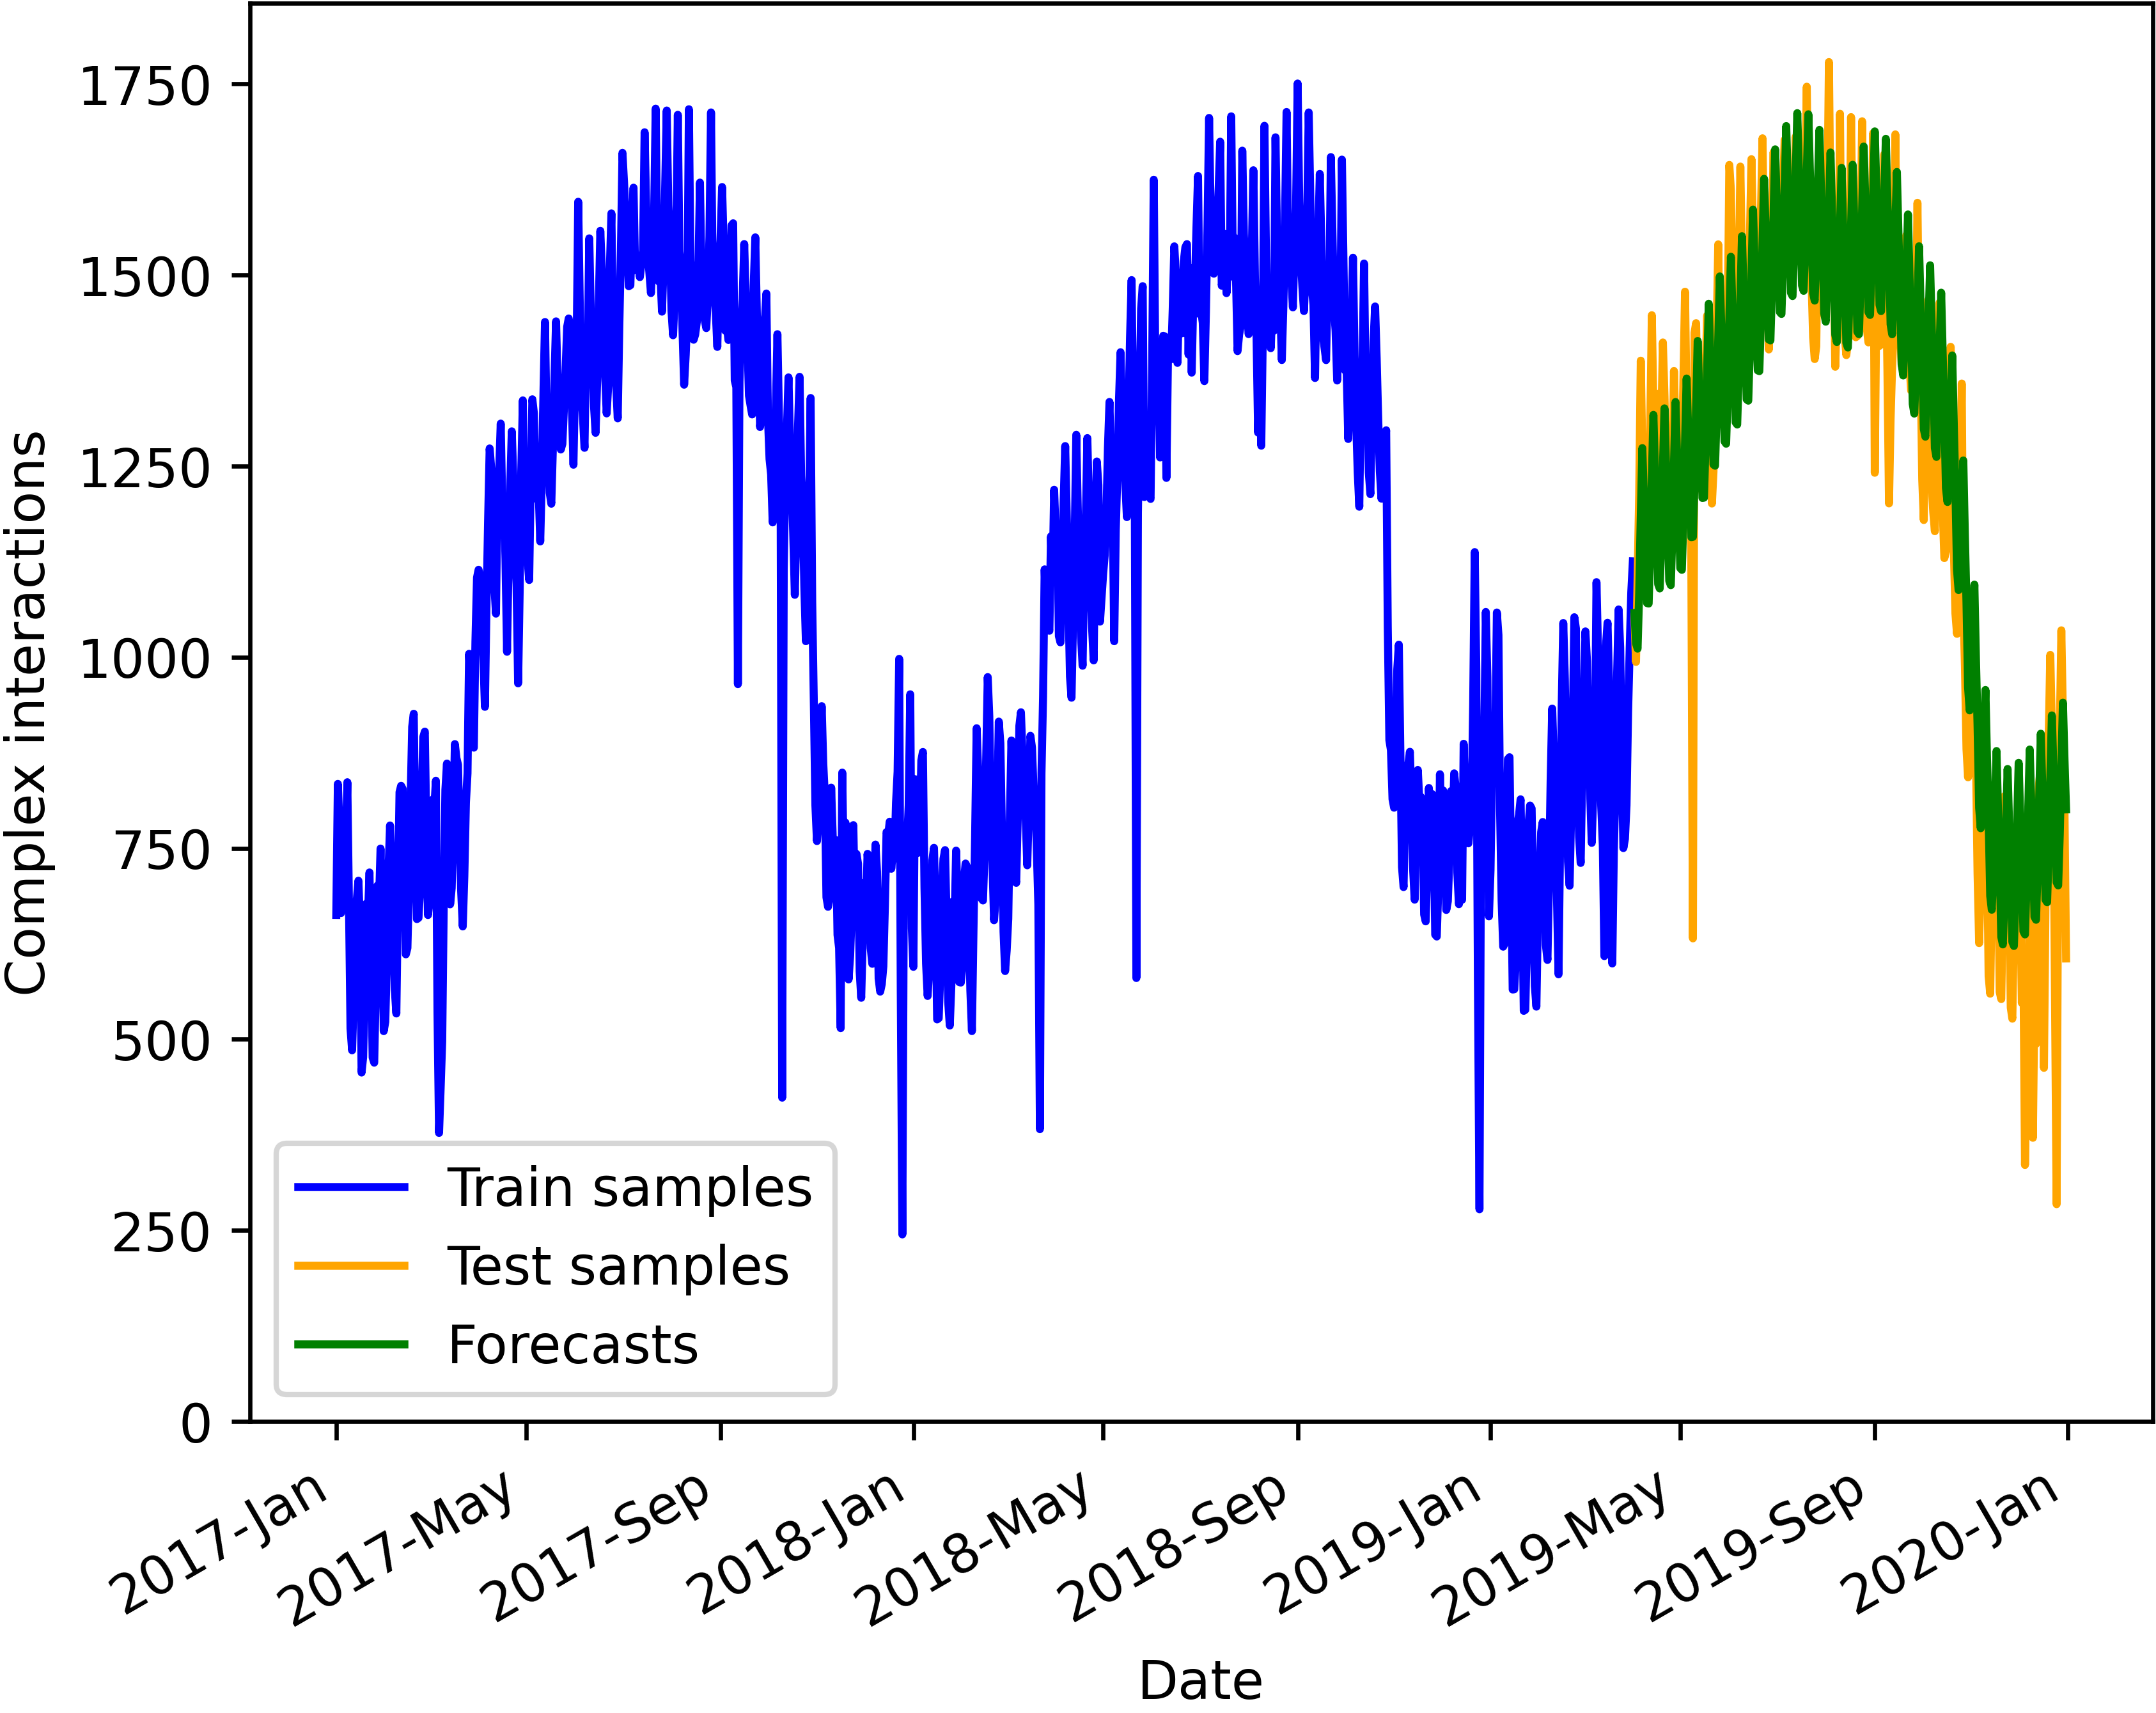 Complex interactions
1750
1500
1250
1000
750
500
250
0
Train samples
Test samples
Forecasts
2017-Jan
2017-May
2017-Sep
2018-Jan
2018-May
2018-Sep
2019-Jan
2019-May
2019-Sep
2020-Jan
Date